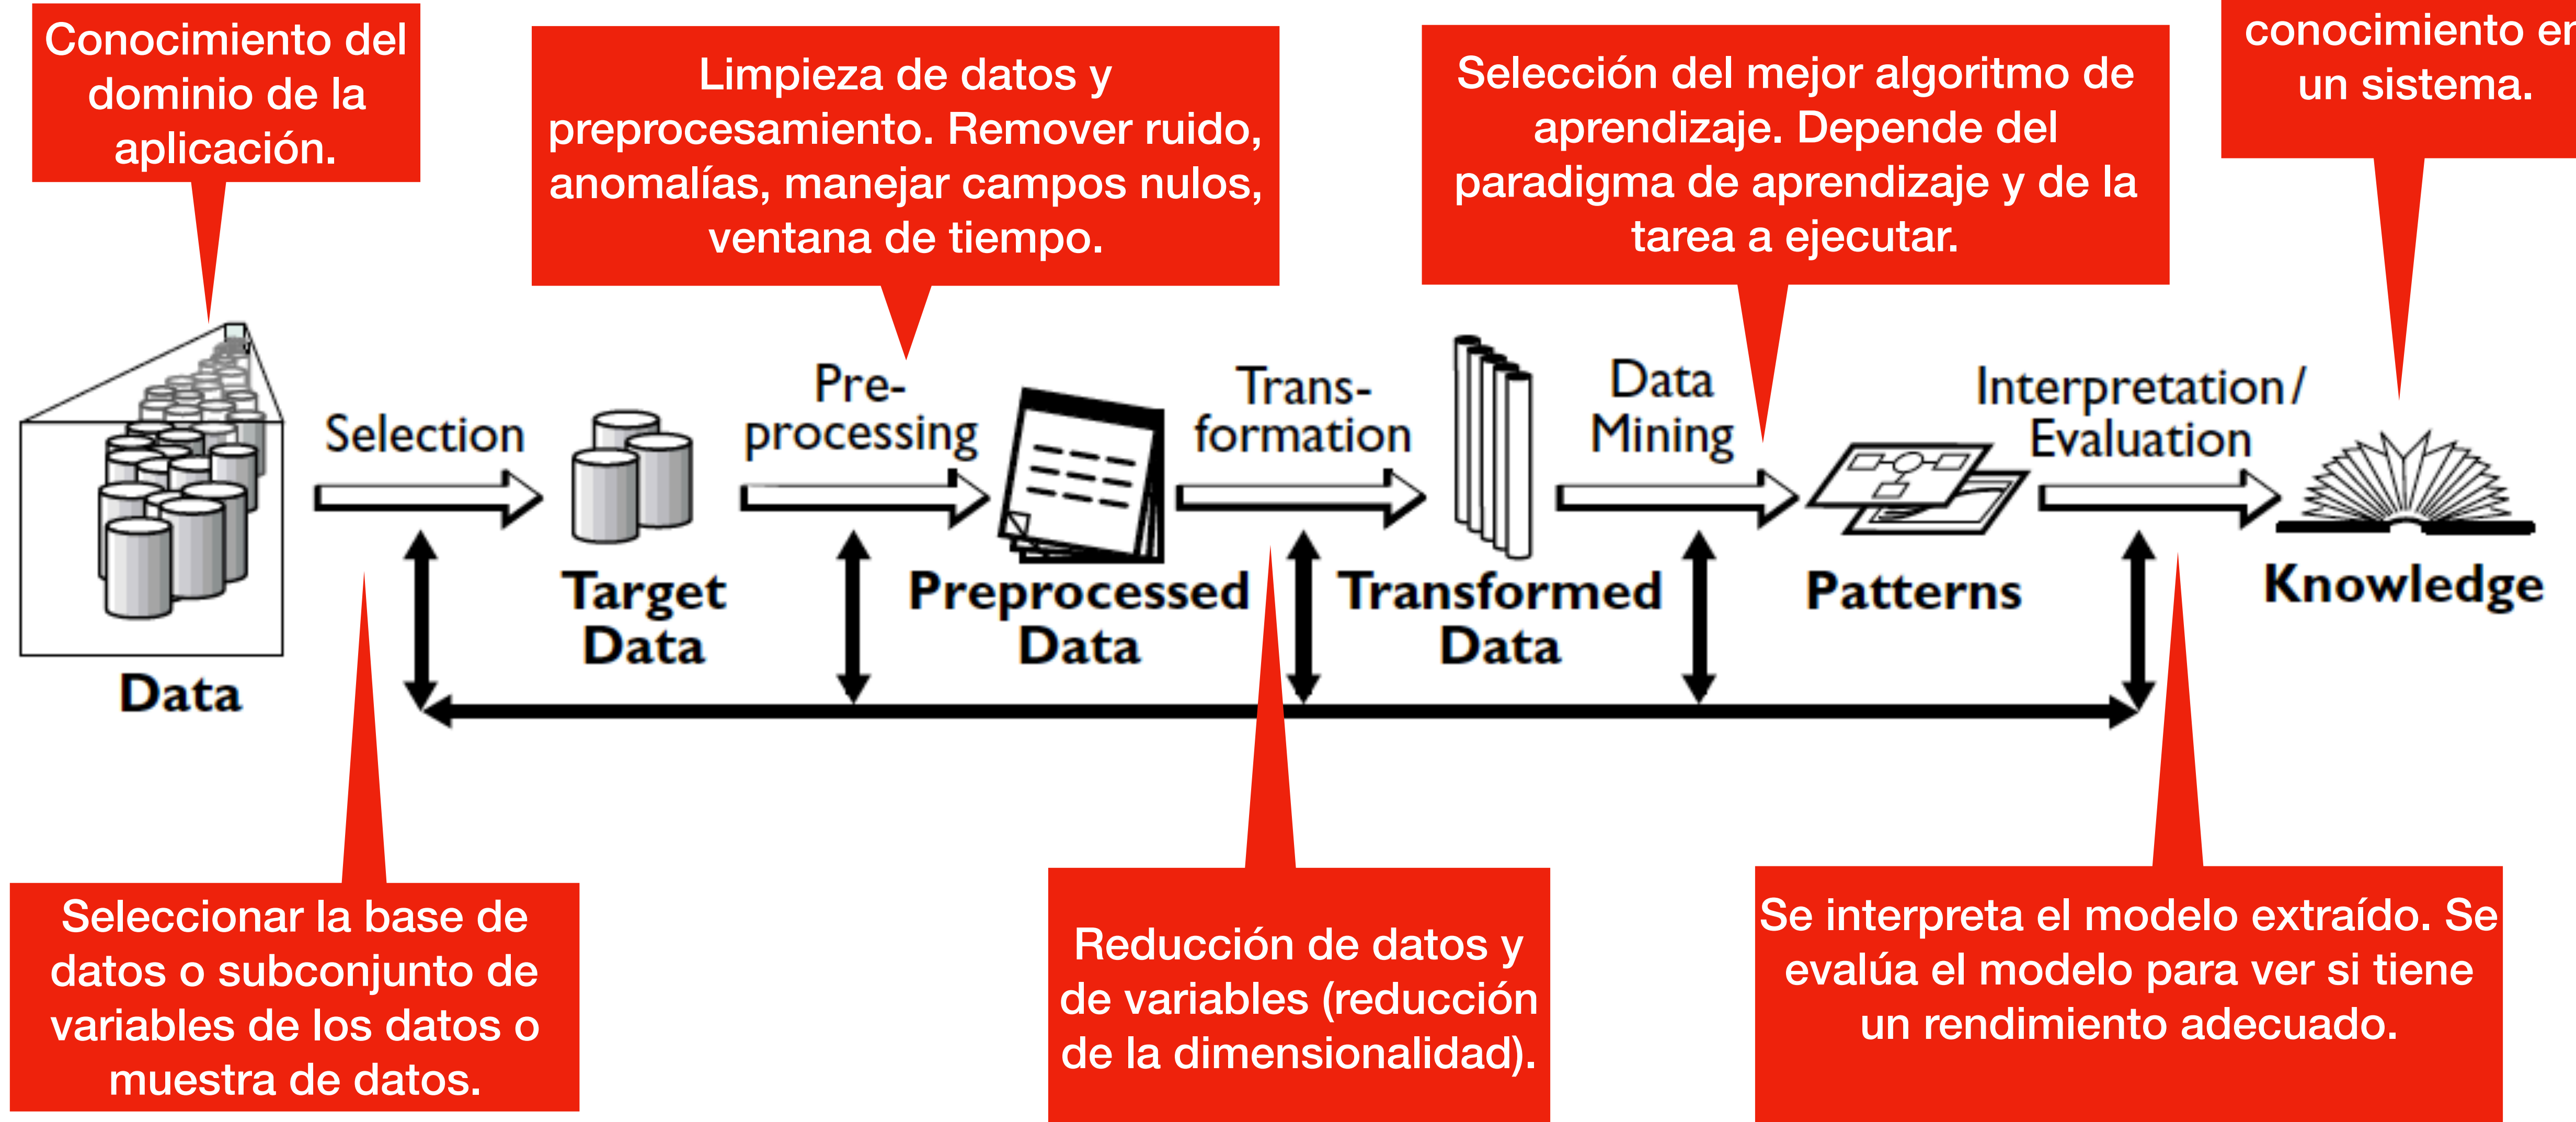 Conocimiento del
dominio de la
aplicación.
Limpieza de datos y
preprocesamiento. Remover ruido,
anomalías, manejar campos nulos,
ventana de tiempo.
Selección del mejor algoritmo de
aprendizaje. Depende del
paradigma de aprendizaje y de la
tarea a ejecutar.
conocimiento en
un sistema.
Selection
Pre-
processing
Trans-
formation
Data
Mining
Interpretation/
Evaluation
Data
Target
Data
Preprocessed
Data
Transformed
Data
Patterns
Knowledge
Seleccionar la base de
datos o subconjunto de
variables de los datos o
muestra de datos.
Reducción de datos y
de variables (reducción
de la dimensionalidad).
Se interpreta el modelo extraído. Se
evalúa el modelo para ver si tiene
un rendimiento adecuado.